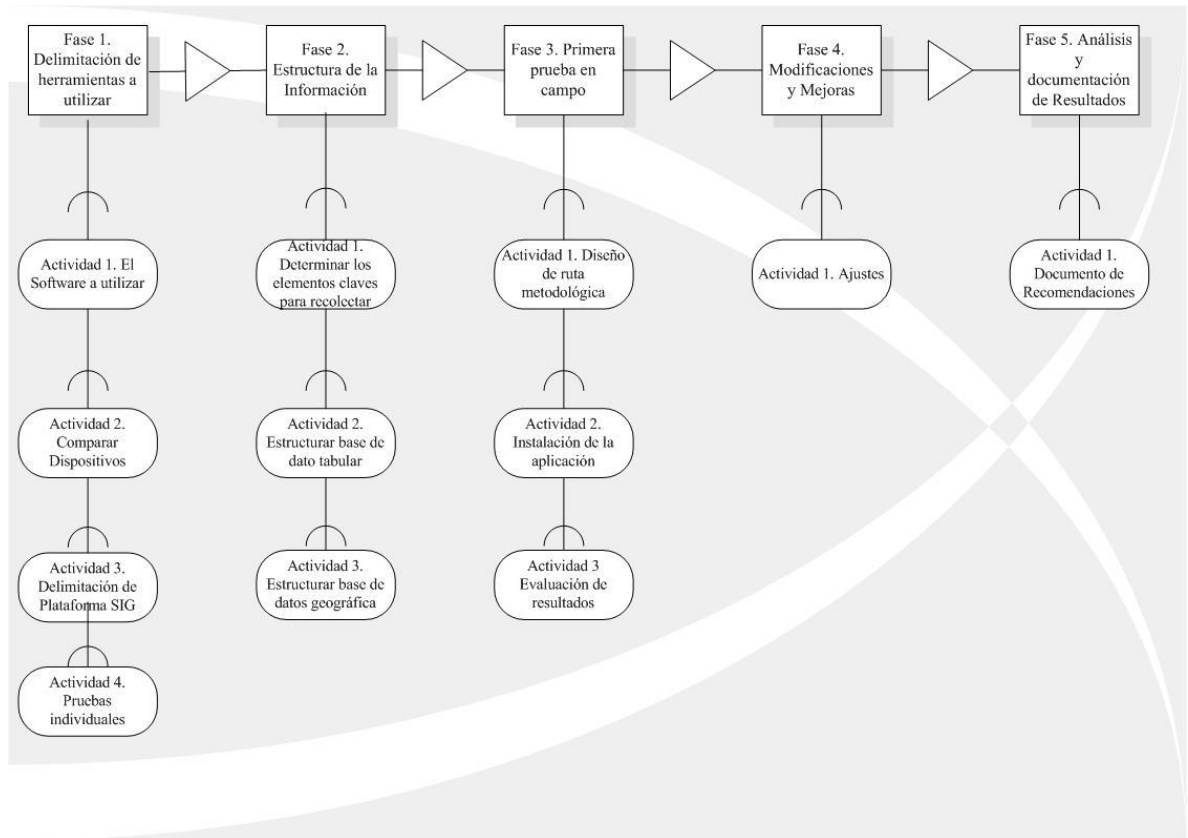 Fase 1.
Delimitación de
herramientas a
utilizar
Fase 2.
Estructura de la
Información
Fase 3. Primera
prueba en
campo
Fase 4.
Modificaciones
y Mejoras
Fase 5. Análisis
y
documentación
de Resultados
Actividad 1. El
Software a utilizar
Actividad 2.
Comparar
Dispositivos
Actividad 3.
Delimitación de
Plataforma SIG
Actividad 4.
Pruebas
individuales
Actividad 1.
Determinar los
elementos claves
para recolectar
Actividad 2.
Estructurar base de
dato tabular
Actividad 3.
Estructurar base de
datos geográfica
Actividad 1. Diseño
de ruta
metodológica
Actividad 2.
Instalación de la
aplicación
Actividad 3
Evaluación de
resultados
Actividad 1. Ajustes
Actividad 1.
Documento de
Recomendaciones